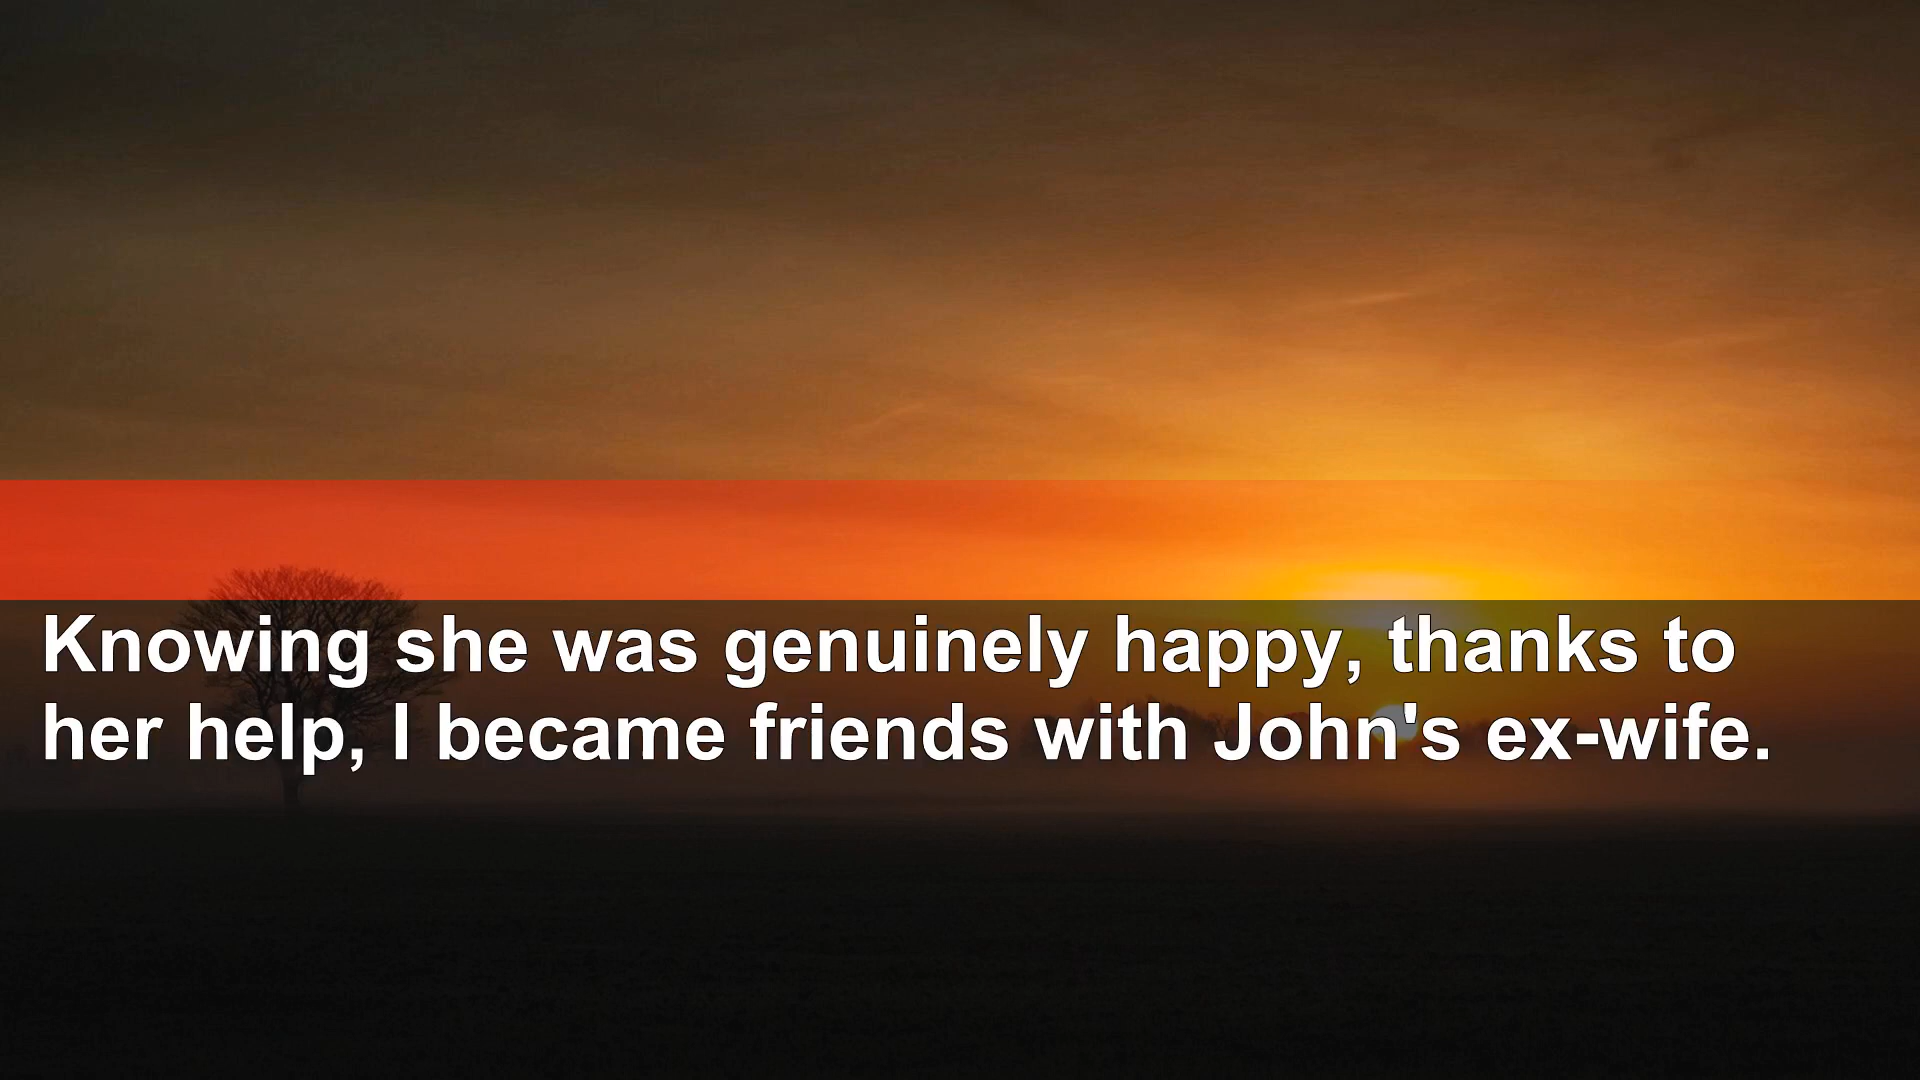 Knowing she was genuinely happy, thanks to
her help, I became friends with John's ex-wife.